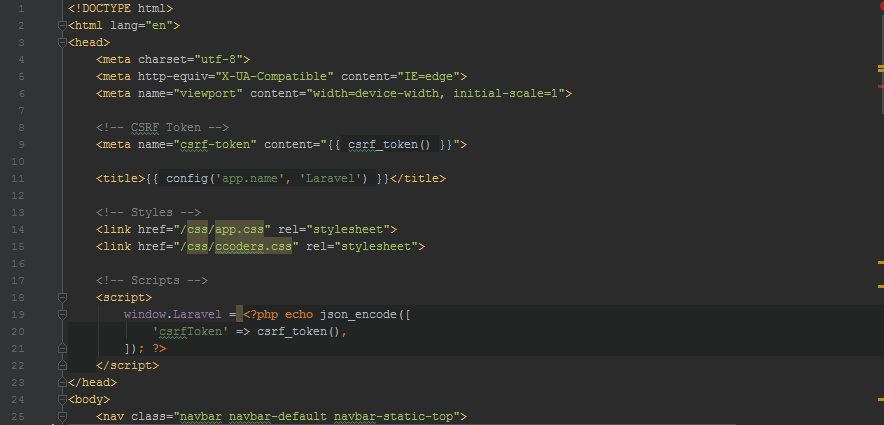 1 <!DOCTYPE html>
2 <html lang="en">
3 <head>
4 <meta charset="utf-8">
5 <meta http-equiv="X-UA-Compatible" content="IE=edge">
6 <meta name="viewport" content="width=device-width, initial-scale=1">
7
8 <!-- CSRF Token -->
9 <meta name="csrf-token" content="{{ csrf_token() }}">
10
11 <title>{{ config('app.name', 'Laravel') }}</title>
12
13 <!-- Styles -->
14 <link href="/css/app.css" rel="stylesheet">
15 <link href="/css/ccoders.css" rel="stylesheet">
16
17 <!-- Scripts -->
18 <script>
19 window.Laravel = <?php echo json_encode([
20 'csrfToken' => csrf_token(),
21 ]); ?>
22 </script>
23 </head>
24 <body>
25 <nav class="navbar navbar-default navbar-static-top">